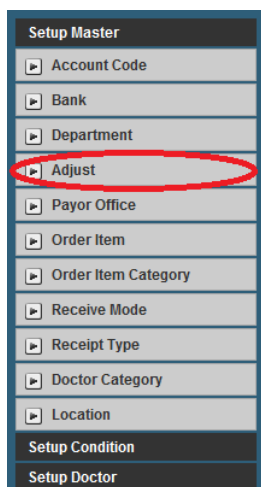 Setup Master
Account Code
Bank
Department
Adjust
Payor Office
Order Item
Order Item Category
Receive Mode
Receipt Type
Doctor Category
Location
Setup Condition
Setup Doctor